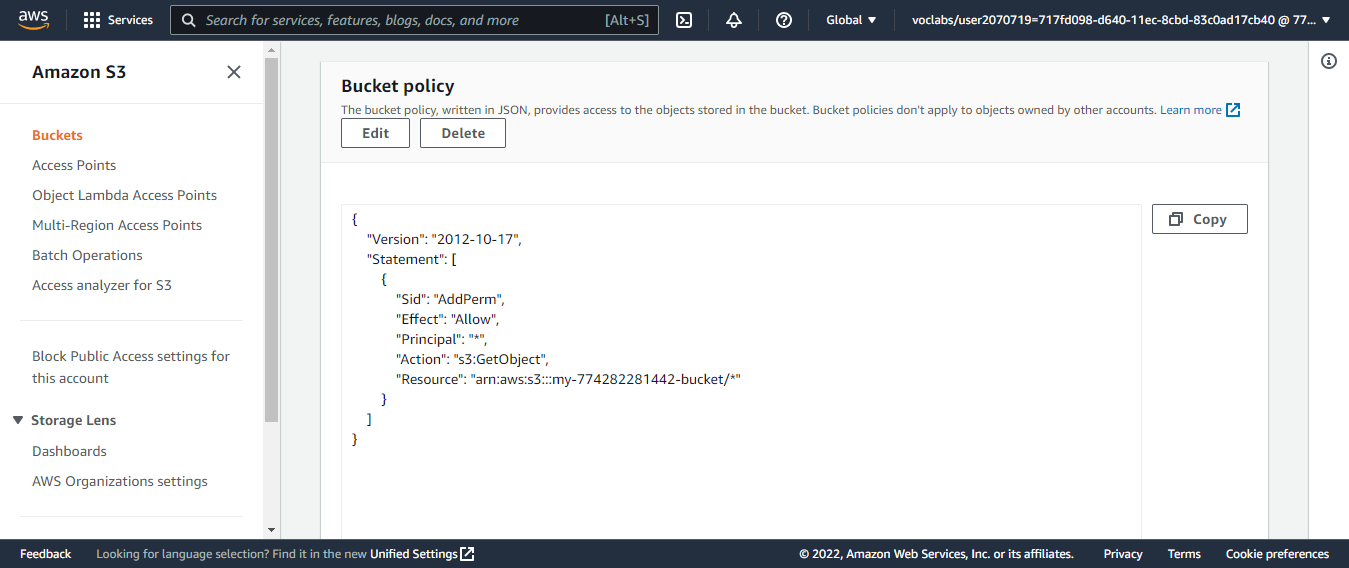 aws
Services
Search for services, features, blogs, docs, and more
[Alt+S]
Global
voclabs/user2070719=717fd098-d640-11ec-8cbd-83c0ad17cb40 @ 77...
Amazon S3
Buckets
Access Points
Object Lambda Access Points
Multi-Region Access Points
Batch Operations
Access analyzer for S3
Block Public Access settings for
this account
Storage Lens
Dashboards
AWS Organizations settings
Bucket policy
The bucket policy, written in JSON, provides access to the objects stored in the bucket. Bucket policies don't apply to objects owned by other accounts. Learn more
Edit
Delete
Copy
{
"Version": "2012-10-17",
"Statement": [
{
"Sid": "AddPerm",
"Effect": "Allow",
"Principal": "*",
"Action": "s3:GetObject",
"Resource": "arn:aws:s3:::my-774282281442-bucket/*"
}
]
}
Feedback
Looking for language selection? Find it in the new Unified Settings
© 2022, Amazon Web Services, Inc. or its affiliates.
Privacy
Terms
Cookie preferences